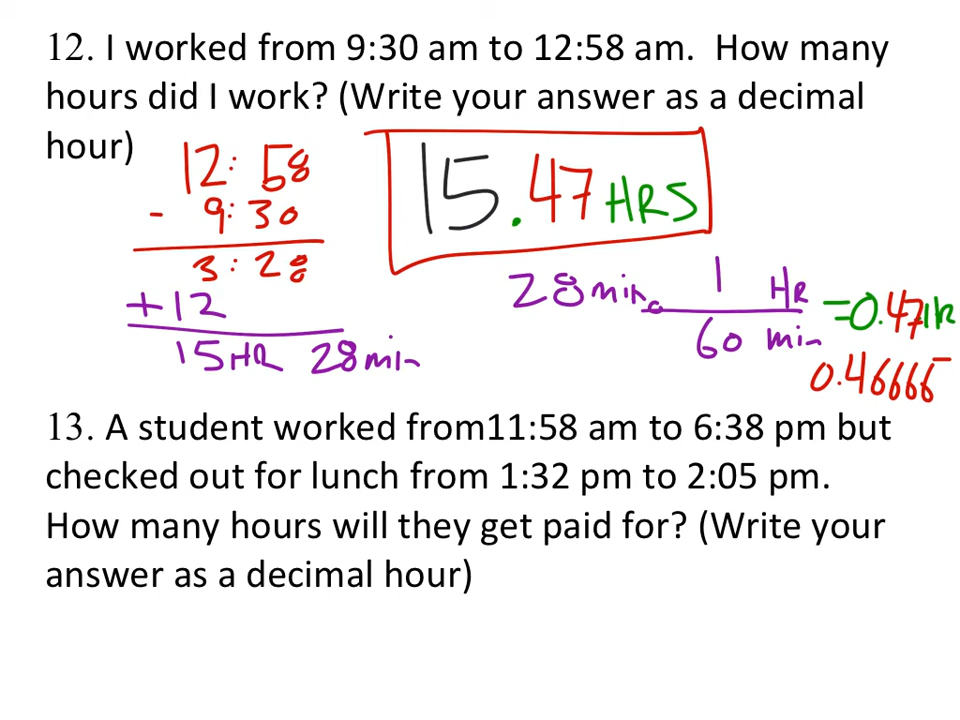 12. I worked from 9:30 am to 12:58 am. How many
hours did I work? (Write your answer as a decimal
hour)
12:58
- 9:30
3:28
+12
15HR 28min
15.47 HRS
28min. 1 HR
60 min
=0.47HR
0.46666
13. A student worked from11:58 am to 6:38 pm but
checked out for lunch from 1:32 pm to 2:05 pm.
How many hours will they get paid for? (Write your
answer as a decimal hour)